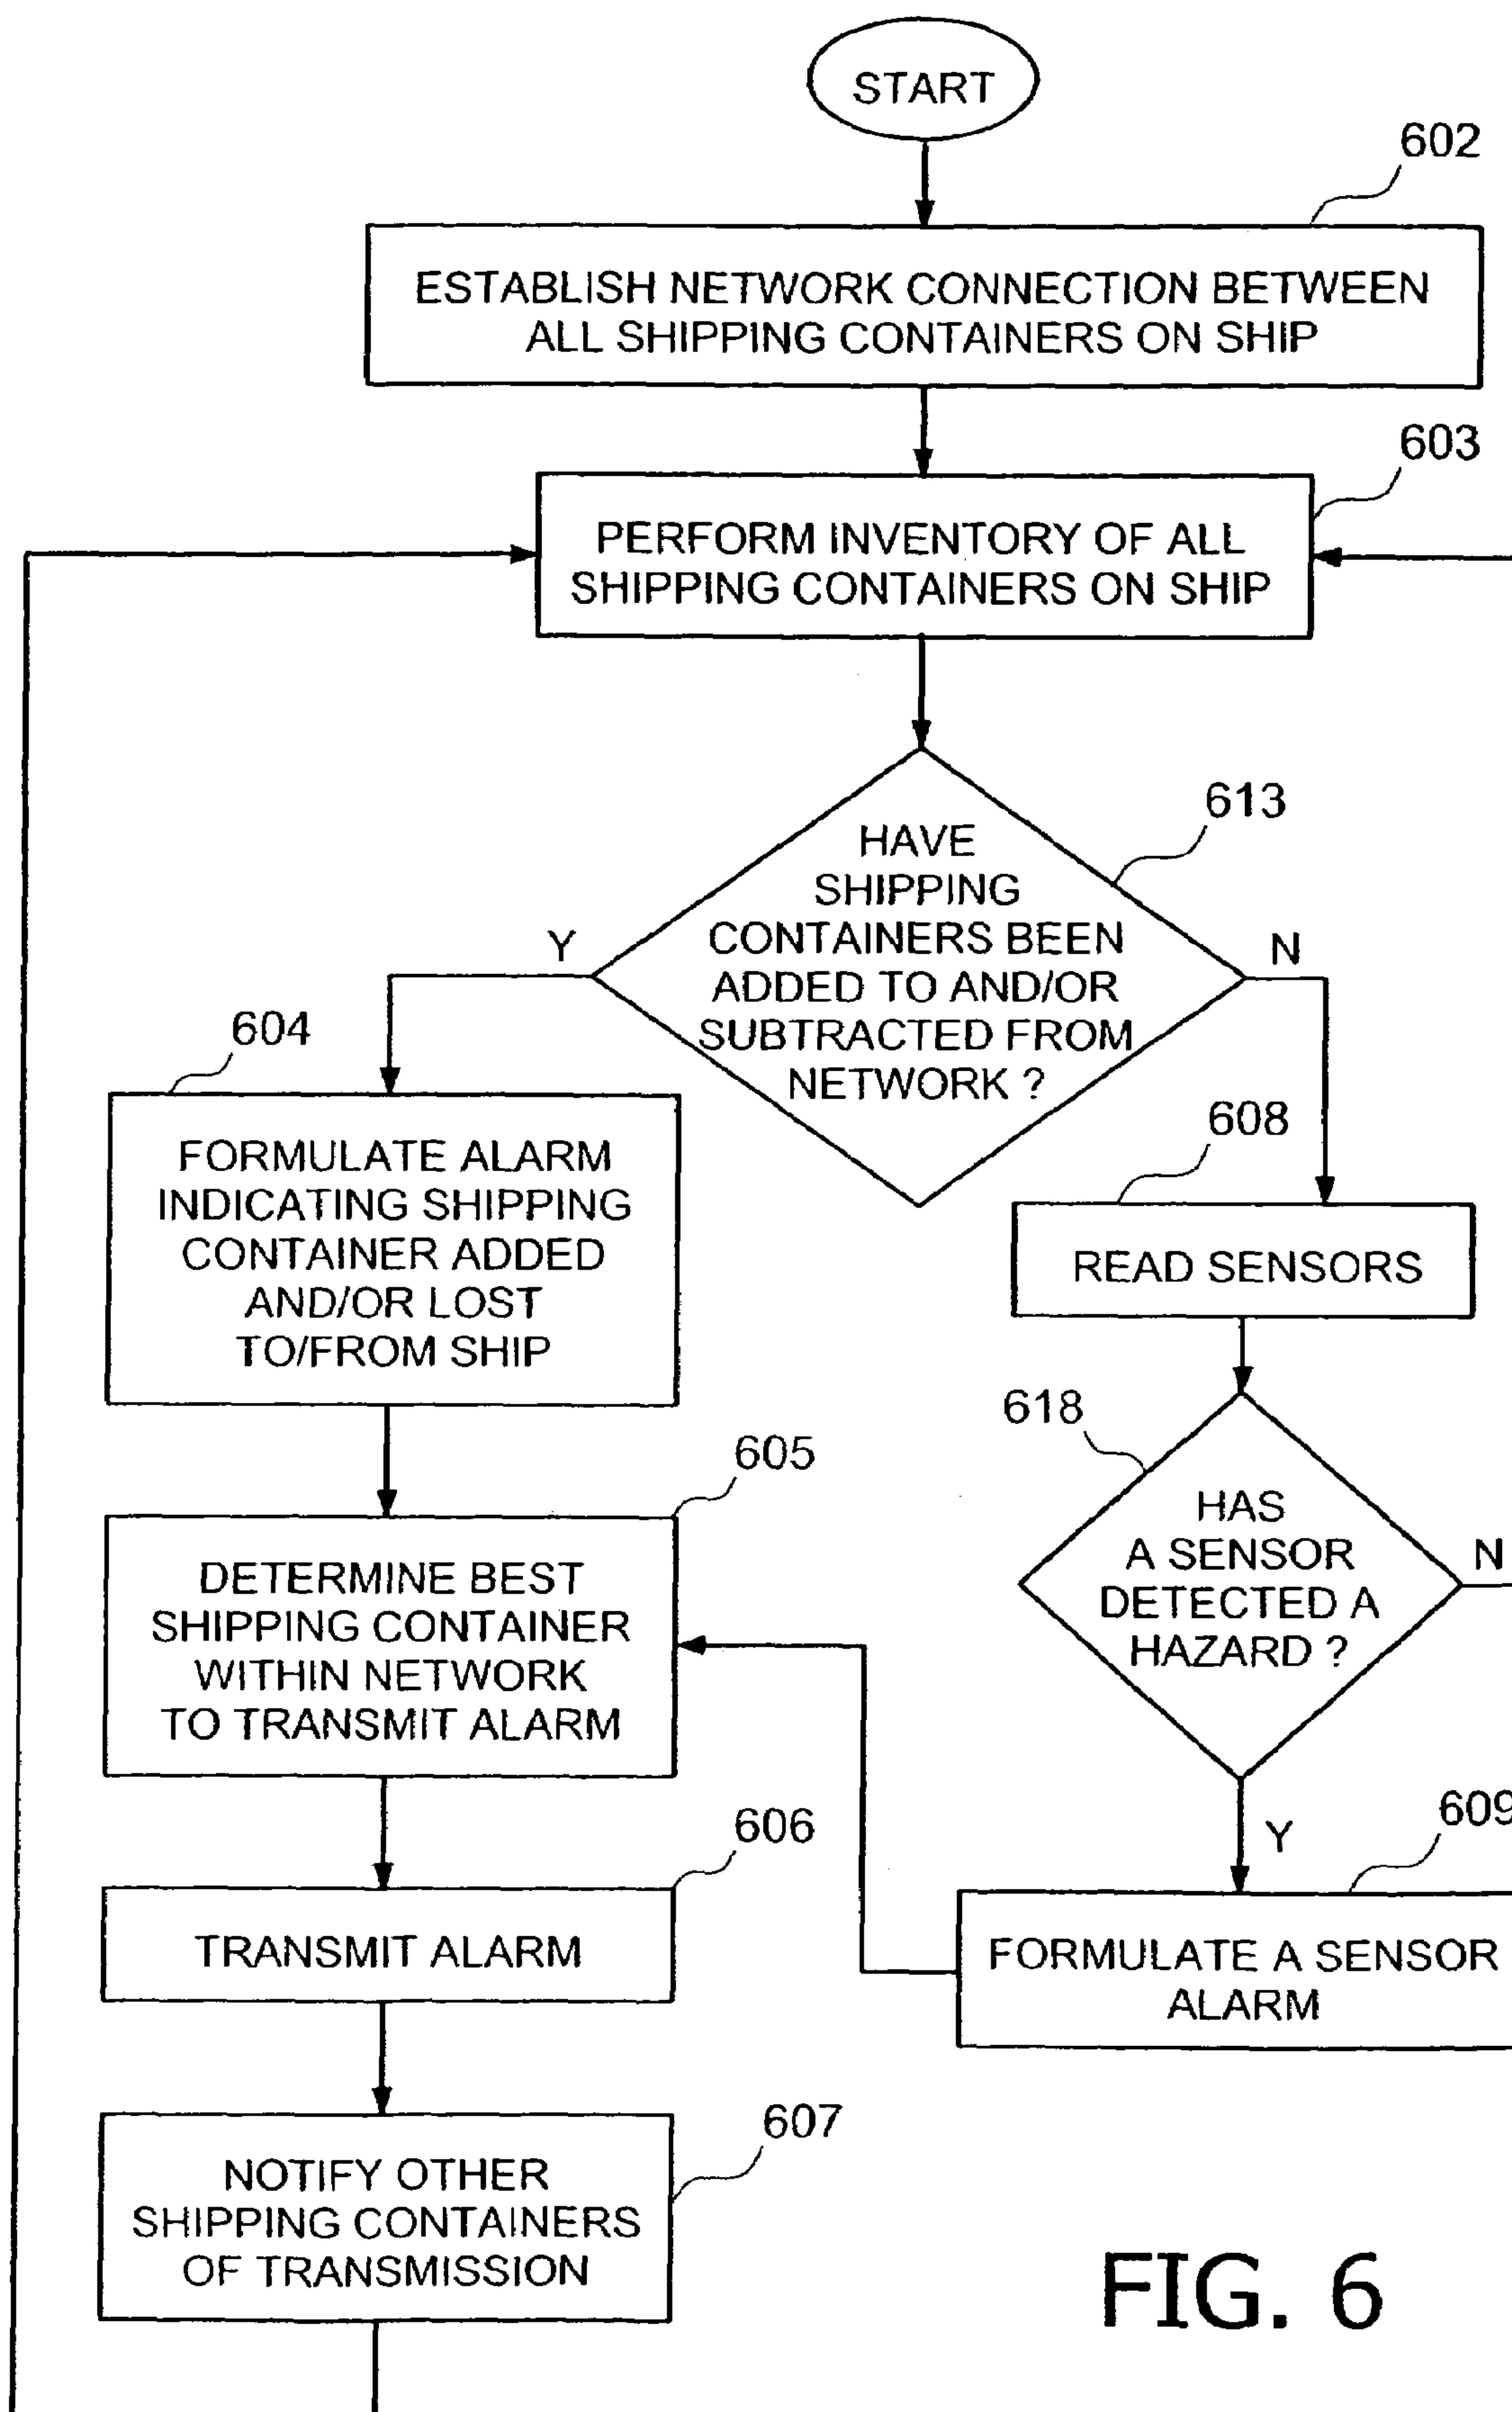 START
602
ESTABLISH NETWORK CONNECTION BETWEEN
ALL SHIPPING CONTAINERS ON SHIP
603
PERFORM INVENTORY OF ALL
SHIPPING CONTAINERS ON SHIP
613
HAVE
SHIPPING
CONTAINERS BEEN
ADDED TO AND/OR
SUBTRACTED FROM
NETWORK ?
Y
N
604
FORMULATE ALARM
INDICATING SHIPPING
CONTAINER ADDED
AND/OR LOST
TO/FROM SHIP
608
READ SENSORS
618
HAS
A SENSOR
DETECTED A
HAZARD ?
N
Y
605
DETERMINE BEST
SHIPPING CONTAINER
WITHIN NETWORK
TO TRANSMIT ALARM
609
FORMULATE A SENSOR
ALARM
606
TRANSMIT ALARM
607
NOTIFY OTHER
SHIPPING CONTAINERS
OF TRANSMISSION
FIG. 6